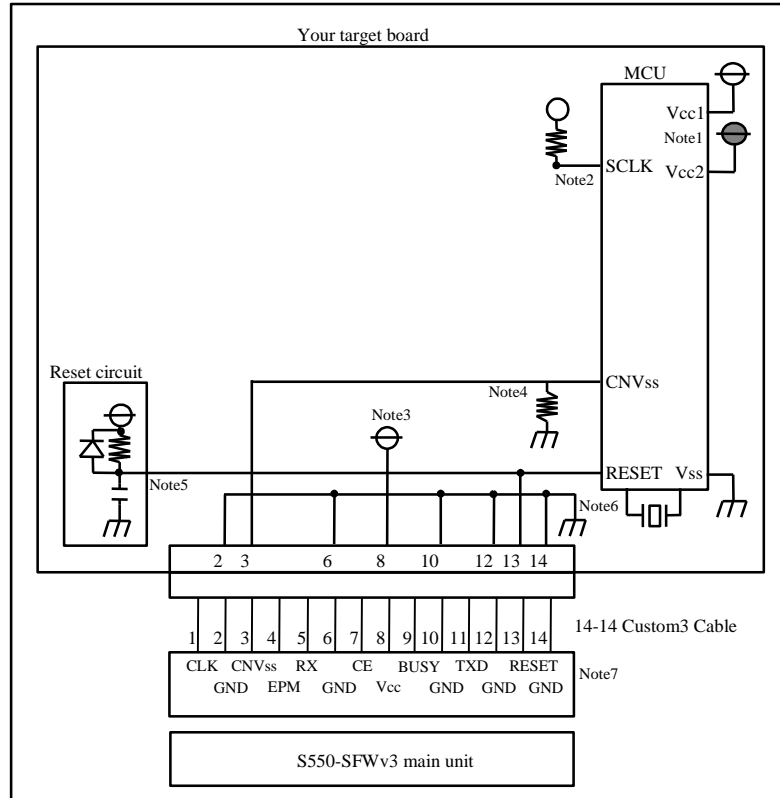 Your target board
MCU
Vcc1
Note1
Vcc2
SCLK
Note2
Reset circuit
CNVss
Note4
Note3
RESET
Vss
Note5
Note6
2 3 6 8 10 12 13 14
14-14 Custom3 Cable
1 2 3 4 5 6 7 8 9 10 11 12 13 14
CLK CNVss RX CE BUSY TXD RESET
Note7
GND EPM GND Vcc GND GND GND
S550-SFWv3 main unit